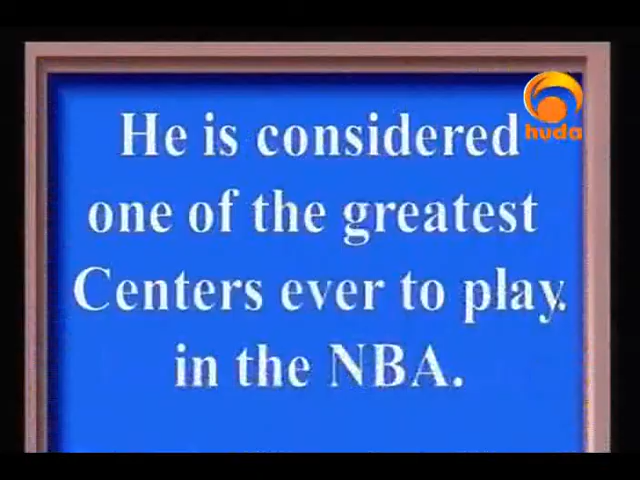 huda
He is considered
one of the greatest
Centers ever to play.
in the NBA.